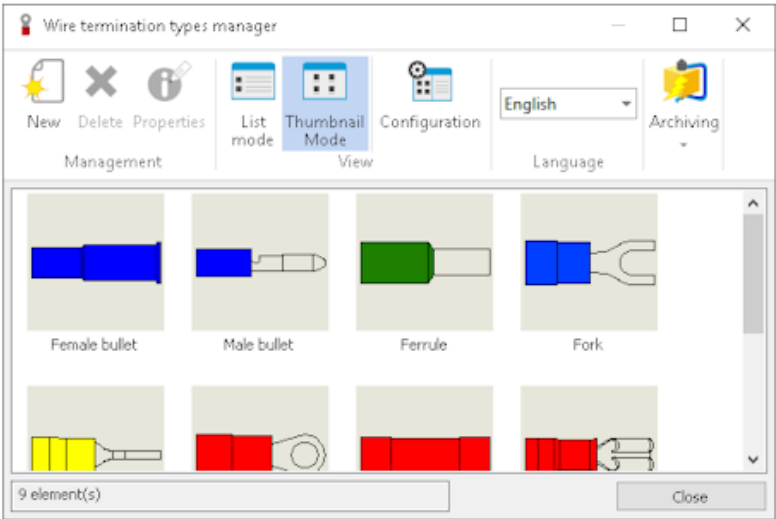 Wire termination types manager
New Delete Properties
List mode
Thumbnail Mode
Configuration
English
Archiving
Management
View
Language
Female bullet
Male bullet
Ferrule
Fork
9 element(s)
Close